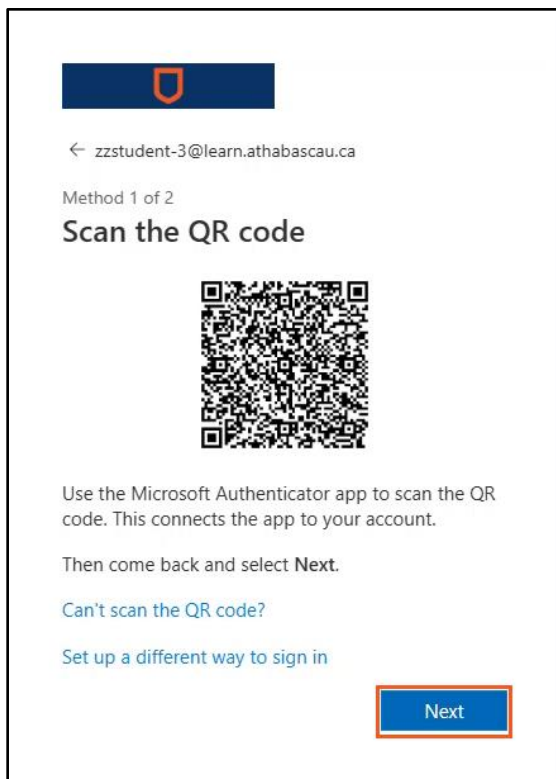 ← zzstudent-3@learn.athabascau.ca
Method 1 of 2
Scan the QR code
Use the Microsoft Authenticator app to scan the QR
code. This connects the app to your account.
Then come back and select Next.
Can't scan the QR code?
Set up a different way to sign in
Next